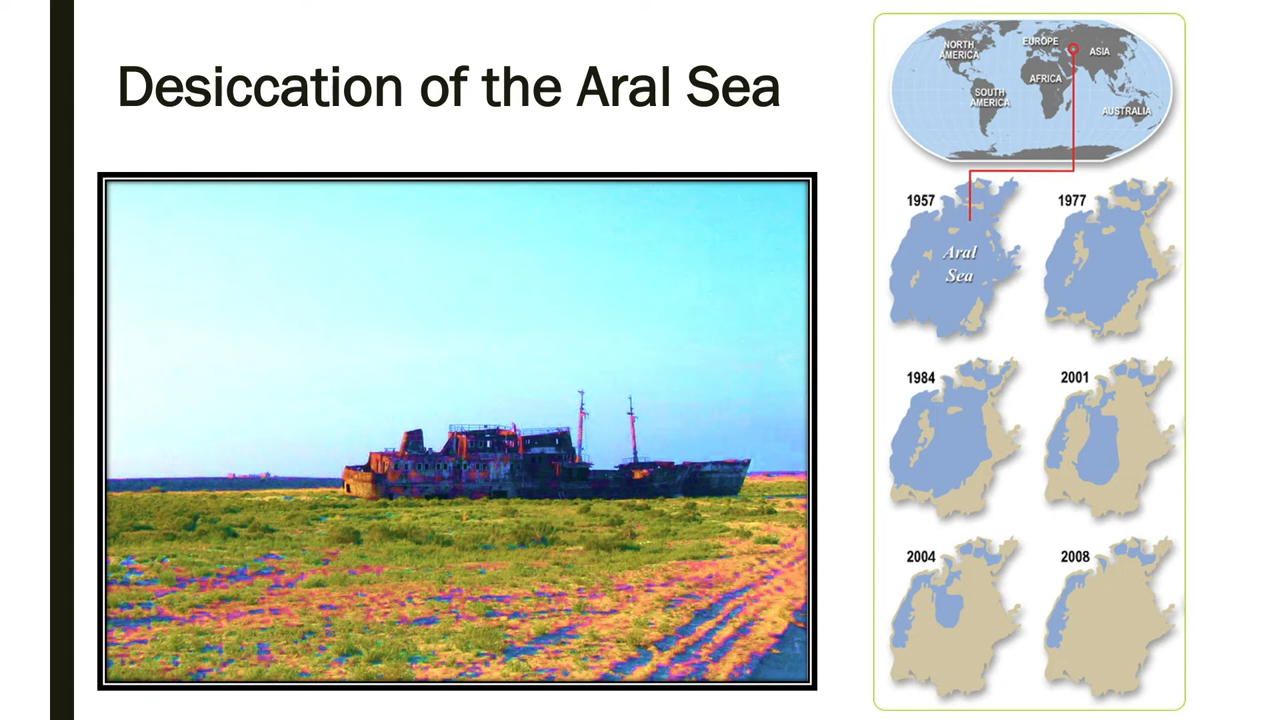 Desiccation of the Aral Sea
NORTH
AMERICA
EUROPE
ASIA
AFRICA
SOUTH
AMERICA
AUSTRALIA
1957
1977
Aral
Sea
1984
2001
2004
2008